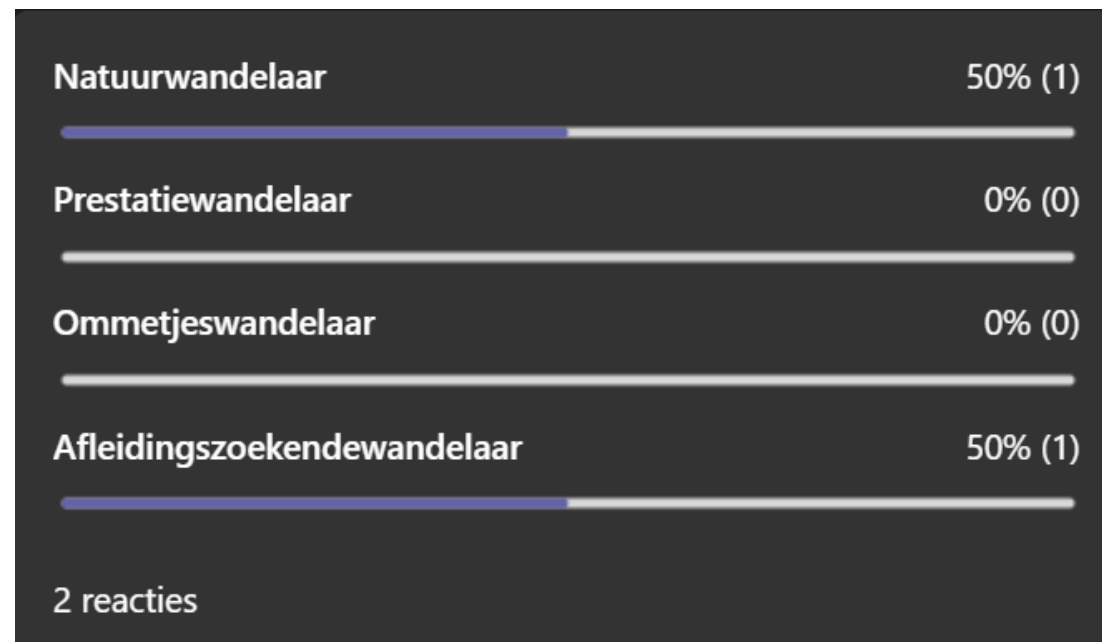 Natuurwandelaar 50% (1)
Prestatiewandelaar 0% (0)
Ommetjeswandelaar 0% (0)
Afleidingszoekendewandelaar 50% (1)
2 reacties